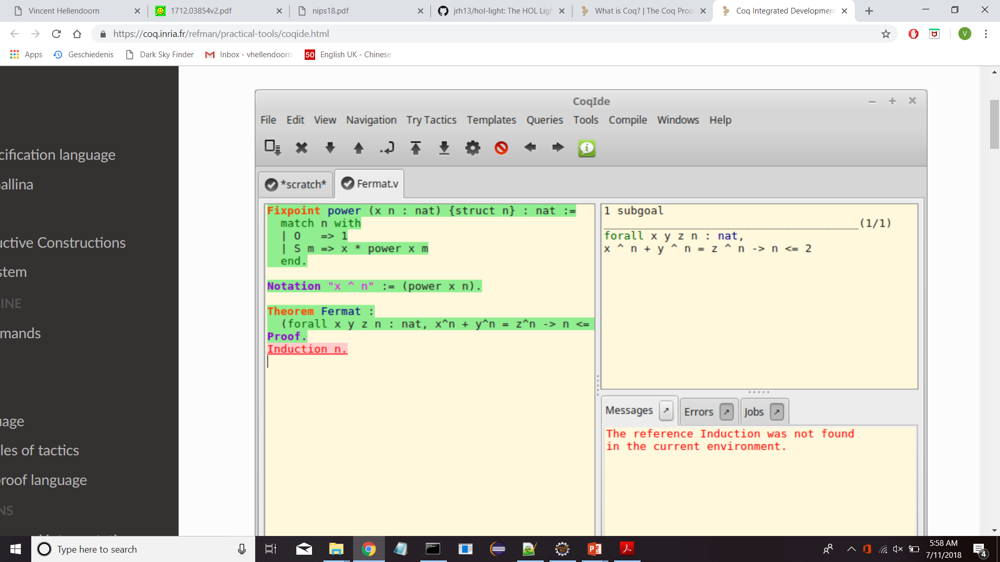 Vincent Hellendoorn
1712.03854v2.pdf
nips18.pdf
jrh13/hol-light: The HOL Ligh
What is Coq? | The Coq Proo
Coq Integrated Developmen
https://coq.inria.fr/refman/practical-tools/coqide.html
V
Apps
Geschiedenis
Dark Sky Finder
Inbox - vhellendoorn
50
English UK - Chinese
cification language
allina
uctive Constructions
stem
INE
mands
uage
les of tactics
proof language
NS
CoqIde
File Edit View Navigation Try Tactics Templates Queries Tools Compile Windows Help
*scratch*
Fermat.v
Fixpoint power (x n : nat) {struct n} : nat :=
match n with
| O => 1
| S m => x * power x m
end.
Notation "x ^ n" := (power x n).
Theorem Fermat :
(forall x y z n : nat, x^n + y^n = z^n -> n <=
Proof.
Induction n.
1 subgoal
(1/1)
forall x y z n : nat,
x ^ n + y ^ n = z ^ n -> n <= 2
Messages
Errors
Jobs
The reference Induction was not found
in the current environment.
Type here to search
5:58 AM
7/11/2018
4